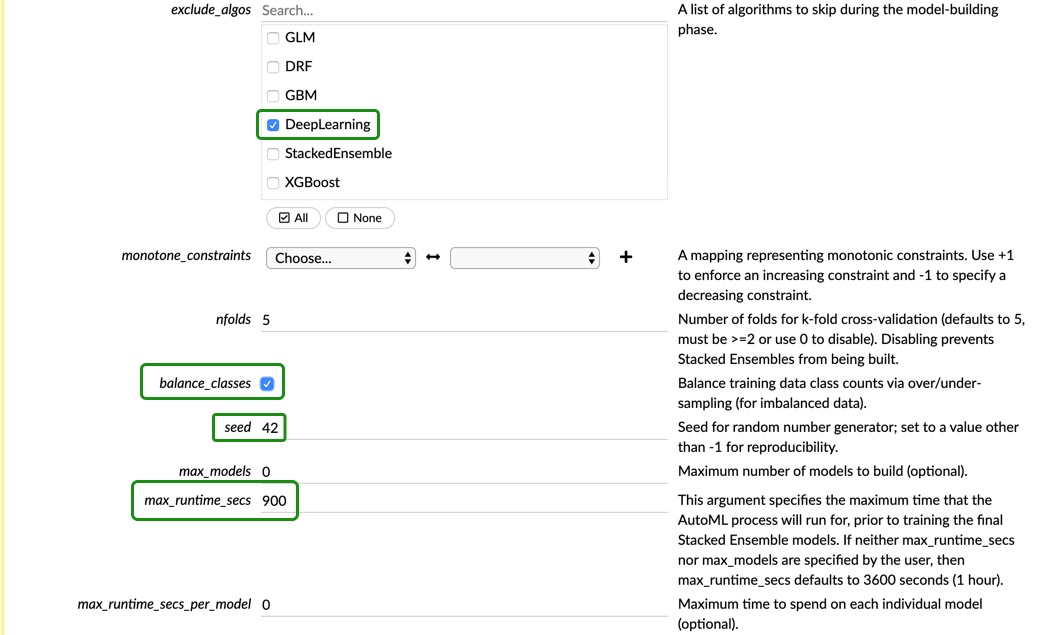 exclude_algos Search... A list of algorithms to skip during the model-building
phase.
GLM
DRF
GBM
DeepLearning
StackedEnsemble
XGBoost
All None
monotone_constraints Choose... A mapping representing monotonic constraints. Use +1
to enforce an increasing constraint and -1 to specify a
decreasing constraint.
nfolds 5 Number of folds for k-fold cross-validation (defaults to 5,
must be >=2 or use 0 to disable). Disabling prevents
Stacked Ensembles from being built.
balance_classes Balance training data class counts via over/under-
sampling (for imbalanced data).
seed 42 Seed for random number generator; set to a value other
than -1 for reproducibility.
max_models 0 Maximum number of models to build (optional).
max_runtime_secs 900 This argument specifies the maximum time that the
AutoML process will run for, prior to training the final
Stacked Ensemble models. If neither max_runtime_secs
nor max_models are specified by the user, then
max_runtime_secs defaults to 3600 seconds (1 hour).
max_runtime_secs_per_model 0 Maximum time to spend on each individual model
(optional).